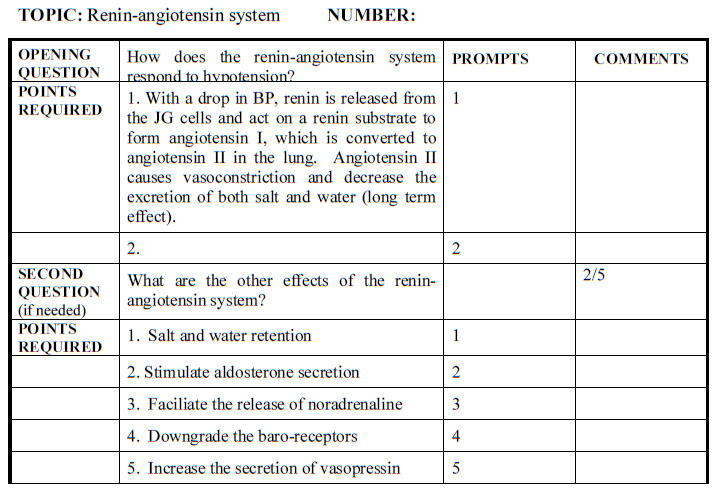 TOPIC: Renin-angiotensin system NUMBER:
OPENING QUESTION How does the renin-angiotensin system respond to hypotension? PROMPTS COMMENTS
POINTS REQUIRED
1. With a drop in BP, renin is released from 1
the JG cells and act on a renin substrate to
form angiotensin I, which is converted to
angiotensin II in the lung. Angiotensin II
causes vasoconstriction and decrease the
excretion of both salt and water (long term
effect).
2. 2
SECOND QUESTION (if needed)
What are the other effects of the renin- 2/5
angiotensin system?
POINTS REQUIRED
1. Salt and water retention 1
2. Stimulate aldosterone secretion 2
3. Faciliate the release of noradrenaline 3
4. Downgrade the baro-receptors 4
5. Increase the secretion of vasopressin 5